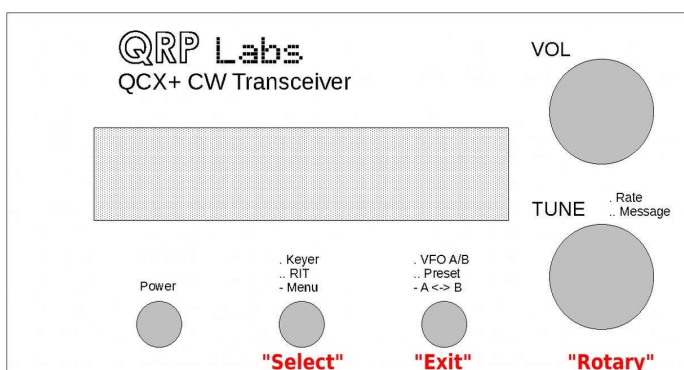 QRP Labs
QCX+ CW Transceiver
VOL
TUNE
. Rate
.. Message
Power
. Keyer
.. RIT
- Menu
. VFO A/B
.. Preset
- A <-> B
"Select"
"Exit"
"Rotary"